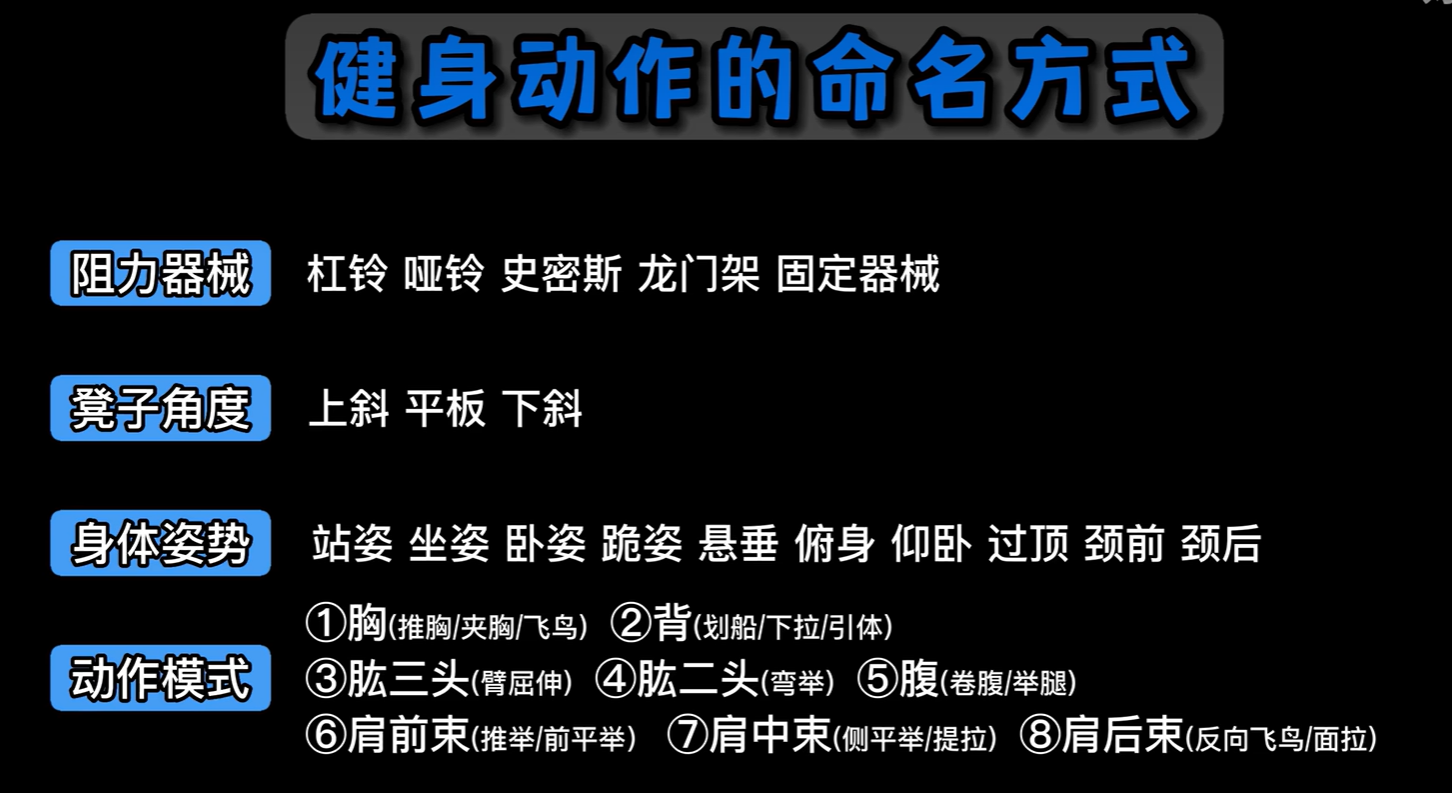 健身动作的命名方式
阻力器械 杠铃 哑铃 史密斯 龙门架 固定器械
凳子角度 上斜 平板 下斜
身体姿势 站姿 坐姿 卧姿 跪姿 悬垂 俯身 仰卧 过顶 颈前 颈后
动作模式
①胸(推胸/夹胸/飞鸟) ②背(划船/下拉/引体)
③肱三头(臂屈伸) ④肱二头(弯举) ⑤腹(卷腹/举腿)
⑥肩前束(推举/前平举) ⑦肩中束(侧平举/提拉) ⑧肩后束(反向飞鸟/面拉)